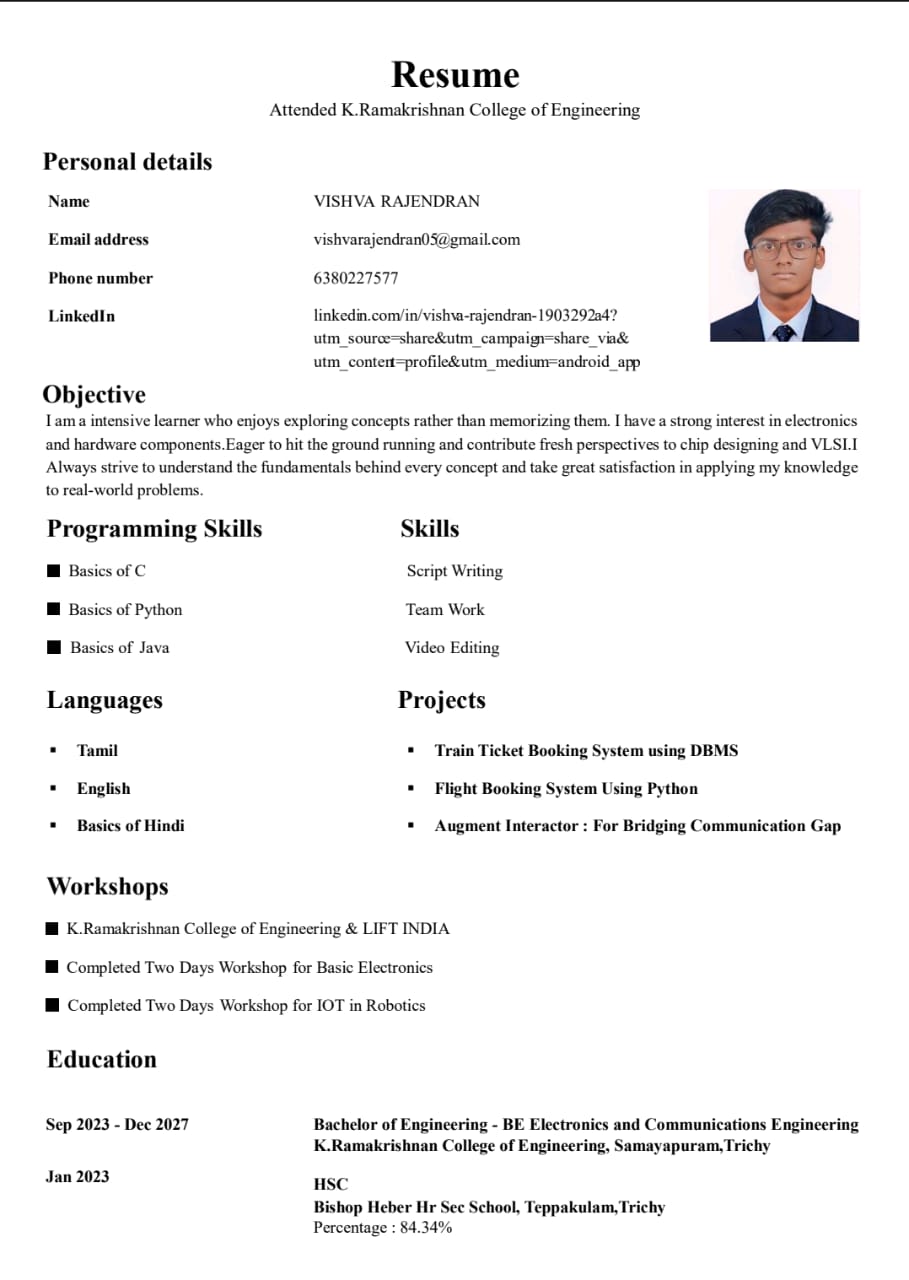 Resume
Attended K.Ramakrishnan College of Engineering
Personal details
Name VISHVA RAJENDRAN
Email address vishvarajendran05@gmail.com
Phone number 6380227577
LinkedIn linkedin.com/in/vishva-rajendran-1903292a4?
utm_source=share&utm_campaign=share_via&
utm_content=profile&utm_medium=android_app
Objective
I am a intensive learner who enjoys exploring concepts rather than memorizing them. I have a strong interest in electronics
and hardware components.Eager to hit the ground running and contribute fresh perspectives to chip designing and VLSI.I
Always strive to understand the fundamentals behind every concept and take great satisfaction in applying my knowledge
to real-world problems.
Programming Skills
■ Basics of C
■ Basics of Python
■ Basics of Java
Skills
Script Writing
Team Work
Video Editing
Languages
▪ Tamil
▪ English
▪ Basics of Hindi
Projects
▪ Train Ticket Booking System using DBMS
▪ Flight Booking System Using Python
▪ Augment Interactor : For Bridging Communication Gap
Workshops
■ K.Ramakrishnan College of Engineering & LIFT INDIA
■ Completed Two Days Workshop for Basic Electronics
■ Completed Two Days Workshop for IOT in Robotics
Education
Sep 2023 - Dec 2027 Bachelor of Engineering - BE Electronics and Communications Engineering
K.Ramakrishnan College of Engineering, Samayapuram,Trichy
Jan 2023
HSC
Bishop Heber Hr Sec School, Teppakulam,Trichy
Percentage : 84.34%